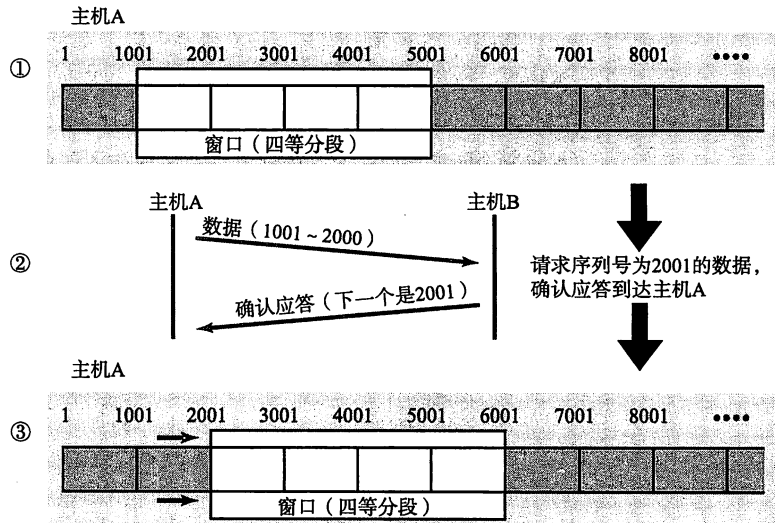 主机A
1 1001 2001 3001 4001 5001 6001 7001 8001 ••••
①
窗口（四等分段）
主机A 主机B
②
数据（1001～2000）
确认应答（下一个是2001）
请求序列号为2001的数据，
确认应答到达主机A
主机A
1 1001 2001 3001 4001 5001 6001 7001 8001 ••••
③
窗口（四等分段）